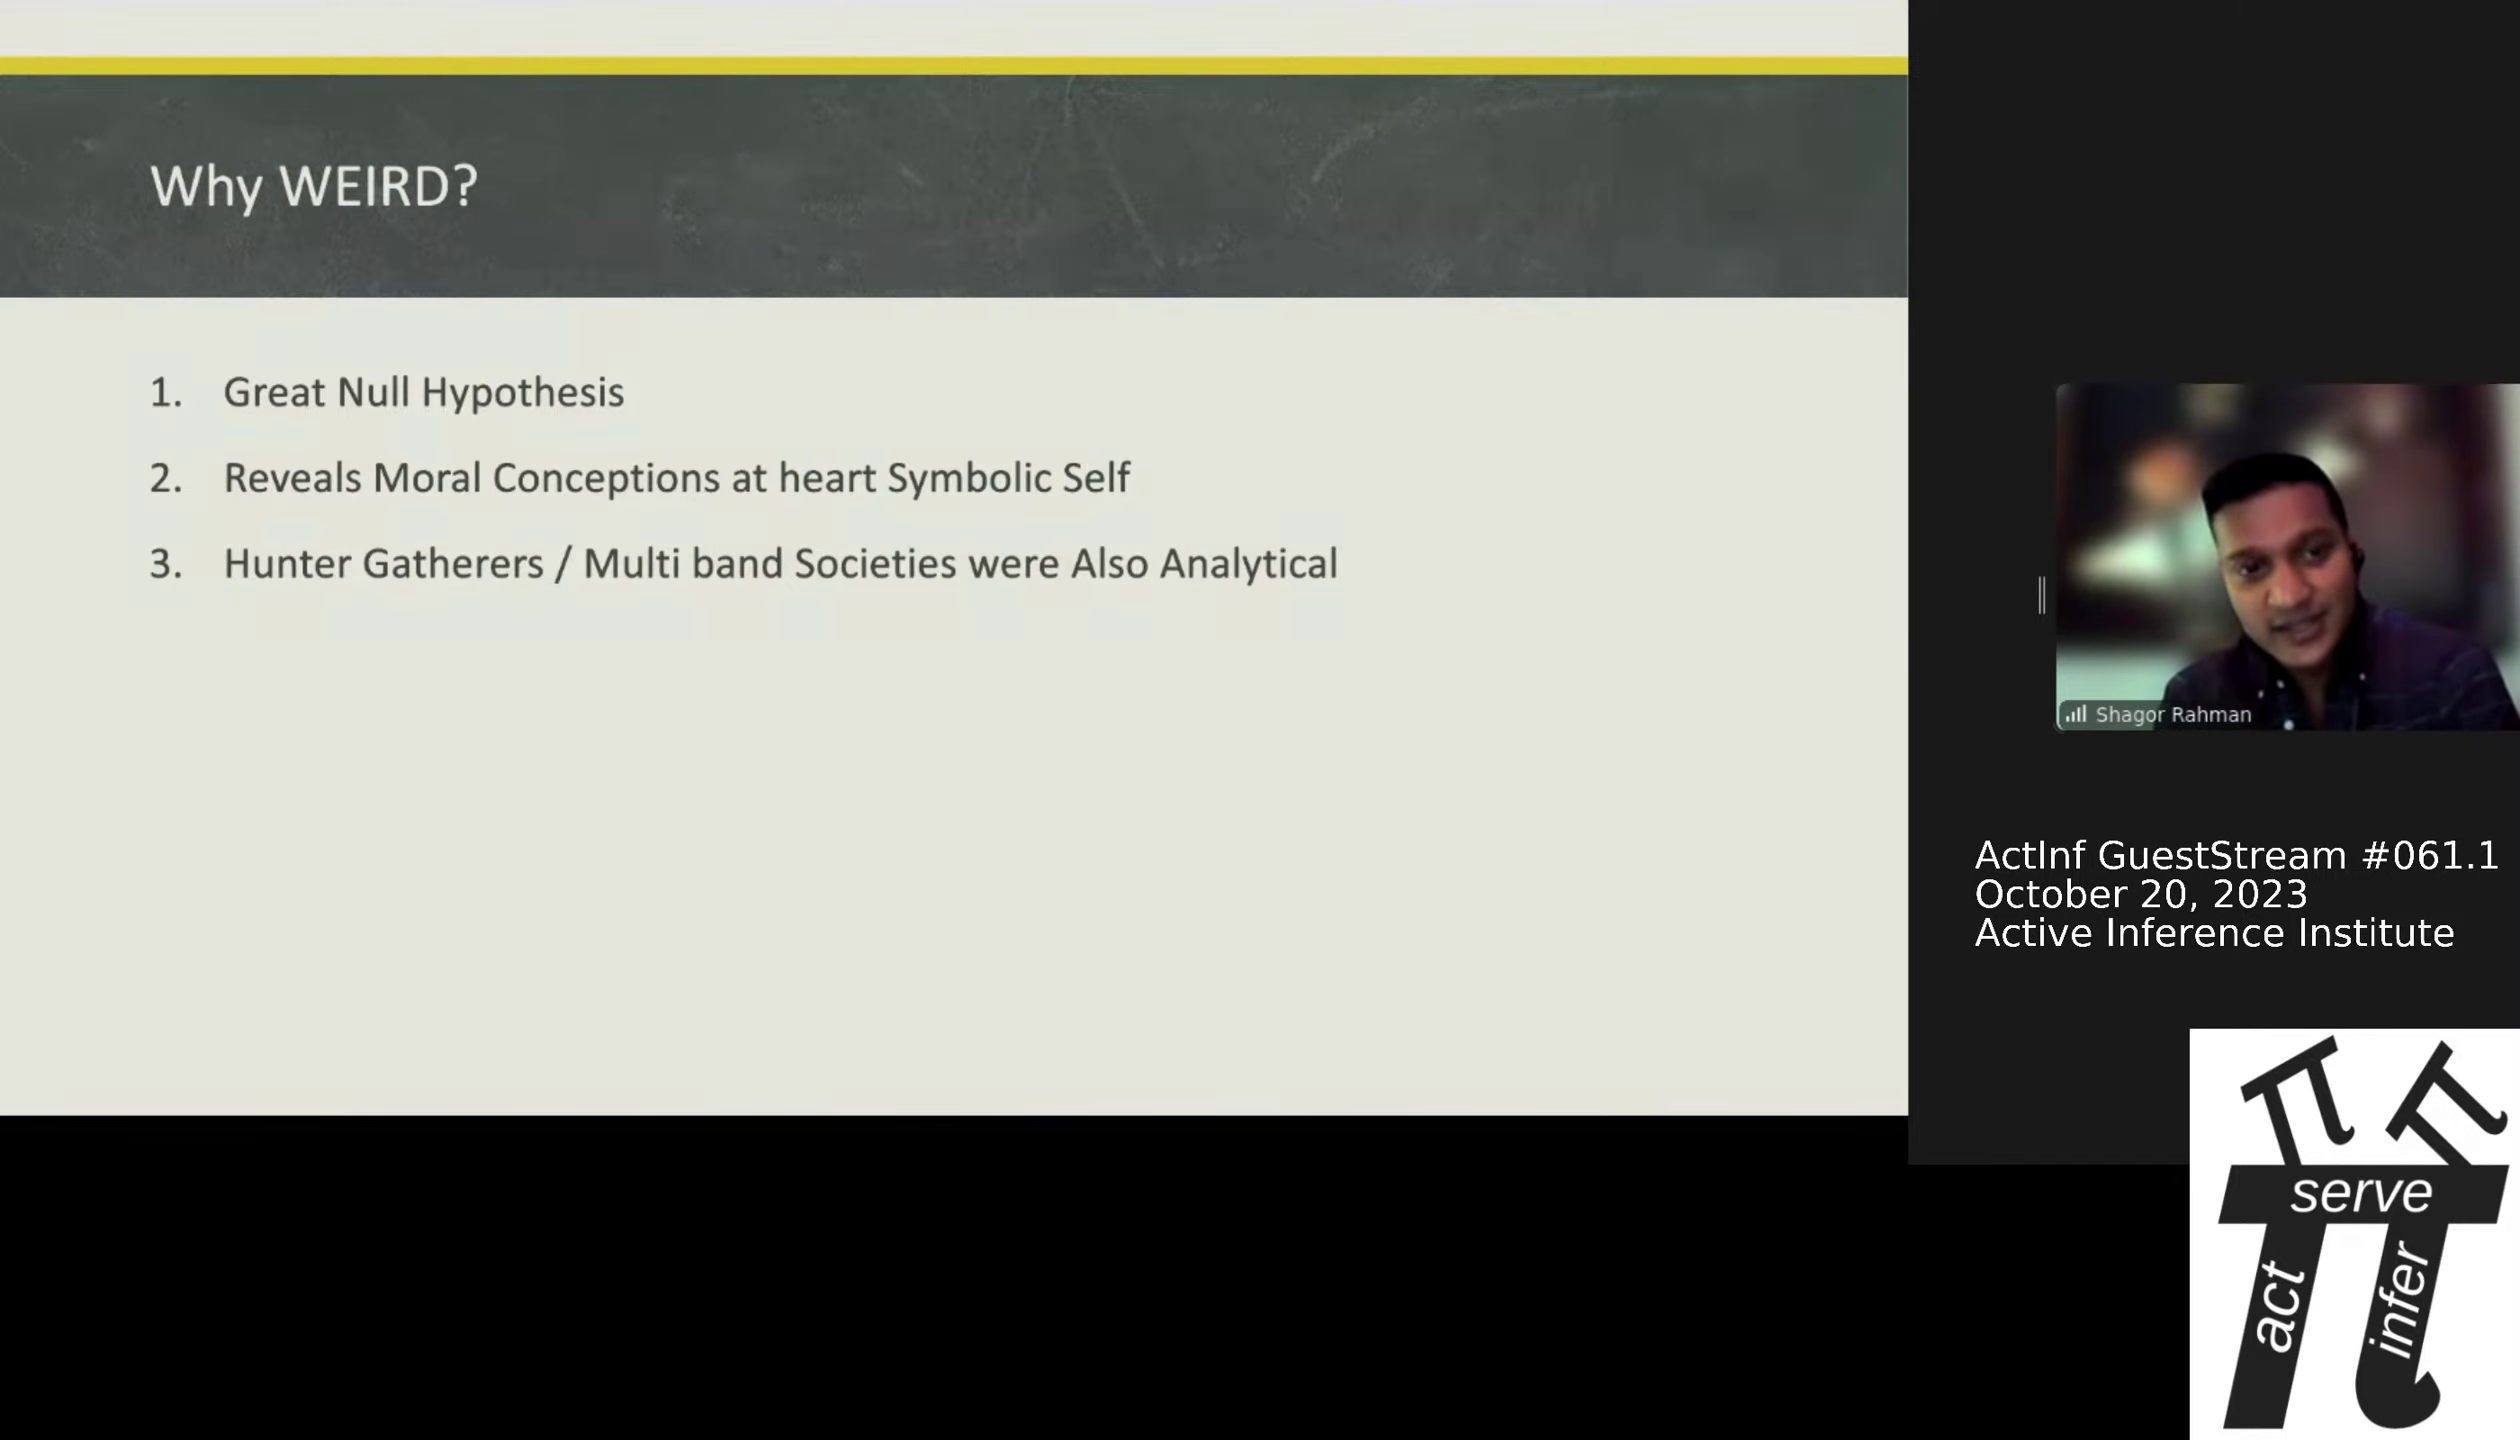 Why WEIRD?
1. Great Null Hypothesis
2. Reveals Moral Conceptions at heart Symbolic Self
3. Hunter Gatherers / Multi band Societies were Also Analytical
Shagor Rahman
ActInf GuestStream #061.1
October 20, 2023
Active Inference Institute
serve
act
infer